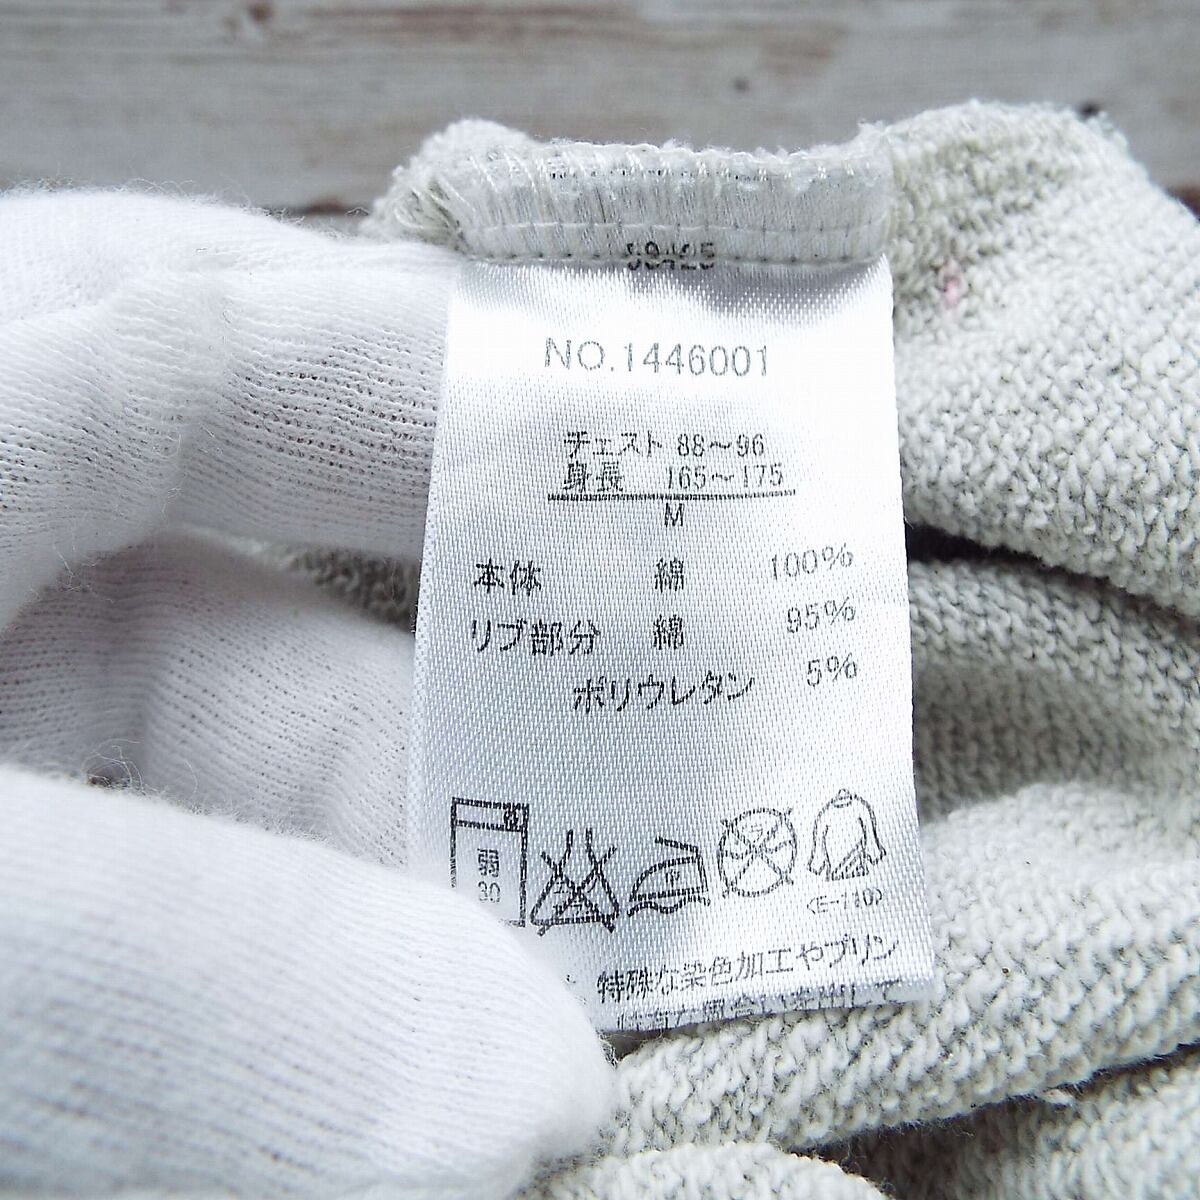 NO.1446001
チェスト 88～96
身長 165～175
M
本体 綿 100%
リブ部分 綿 95%
ポリウレタン 5%
弱
30
(E-110)
特殊な染色加工やプリン